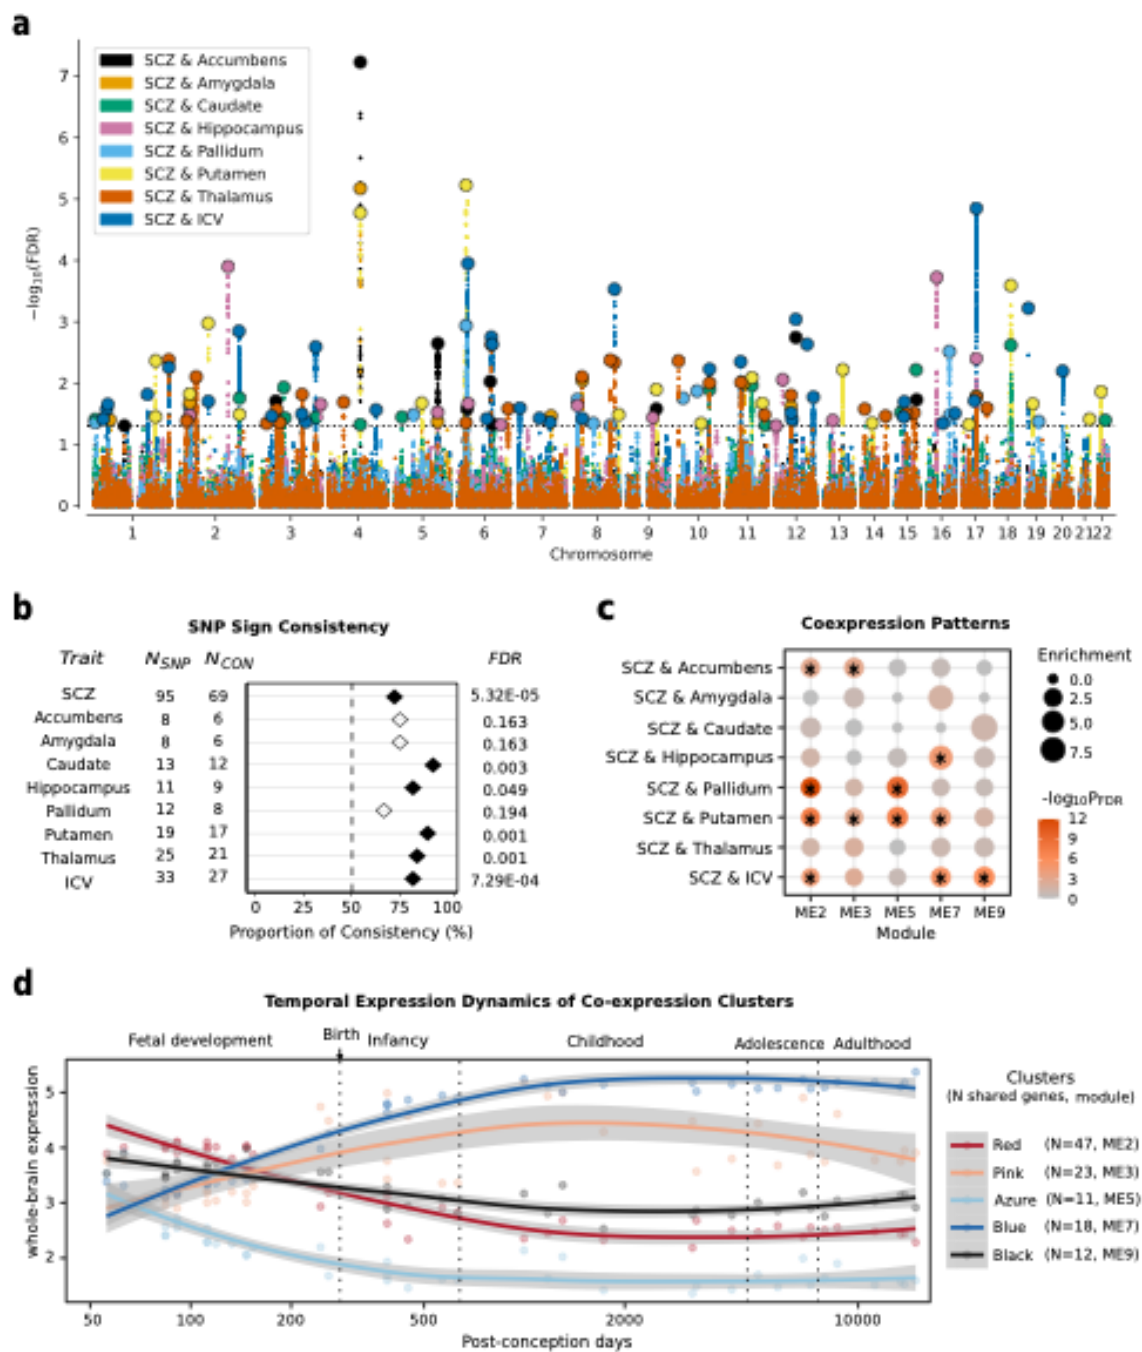 a
SCZ & Accumbens
SCZ & Amygdala
SCZ & Caudate
SCZ & Hippocampus
SCZ & Pallidum
SCZ & Putamen
SCZ & Thalamus
SCZ & ICV
−log₁₀(FDR)
7
6
5
4
3
2
1
0
1 2 3 4 5 6 7 8 9 10 11 12 13 14 15 16 17 18 19 20 21 22
Chromosome
b
SNP Sign Consistency
Trait N_SNP N_CON FDR
SCZ 95 69 5.32E-05
Accumbens 8 6 0.163
Amygdala 8 6 0.163
Caudate 13 12 0.003
Hippocampus 11 9 0.049
Pallidum 12 8 0.194
Putamen 19 17 0.001
Thalamus 25 21 0.001
ICV 33 27 7.29E-04
0 50 75 100
Proportion of Consistency (%)
c
Coexpression Patterns
SCZ & Accumbens
SCZ & Amygdala
SCZ & Caudate
SCZ & Hippocampus
SCZ & Pallidum
SCZ & Putamen
SCZ & Thalamus
SCZ & ICV
ME2 ME3 ME5 ME7 ME9
Module
Enrichment
0.0
2.5
5.0
7.5
-log₁₀P_FDR
12
9
6
3
0
d
Temporal Expression Dynamics of Co-expression Clusters
Fetal development Birth Infancy Childhood Adolescence Adulthood
whole-brain expression
5
4
3
2
50 100 200 500 2000 10000
Post-conception days
Clusters
(N shared genes, module)
Red (N=47, ME2)
Pink (N=23, ME3)
Azure (N=11, ME5)
Blue (N=18, ME7)
Black (N=12, ME9)